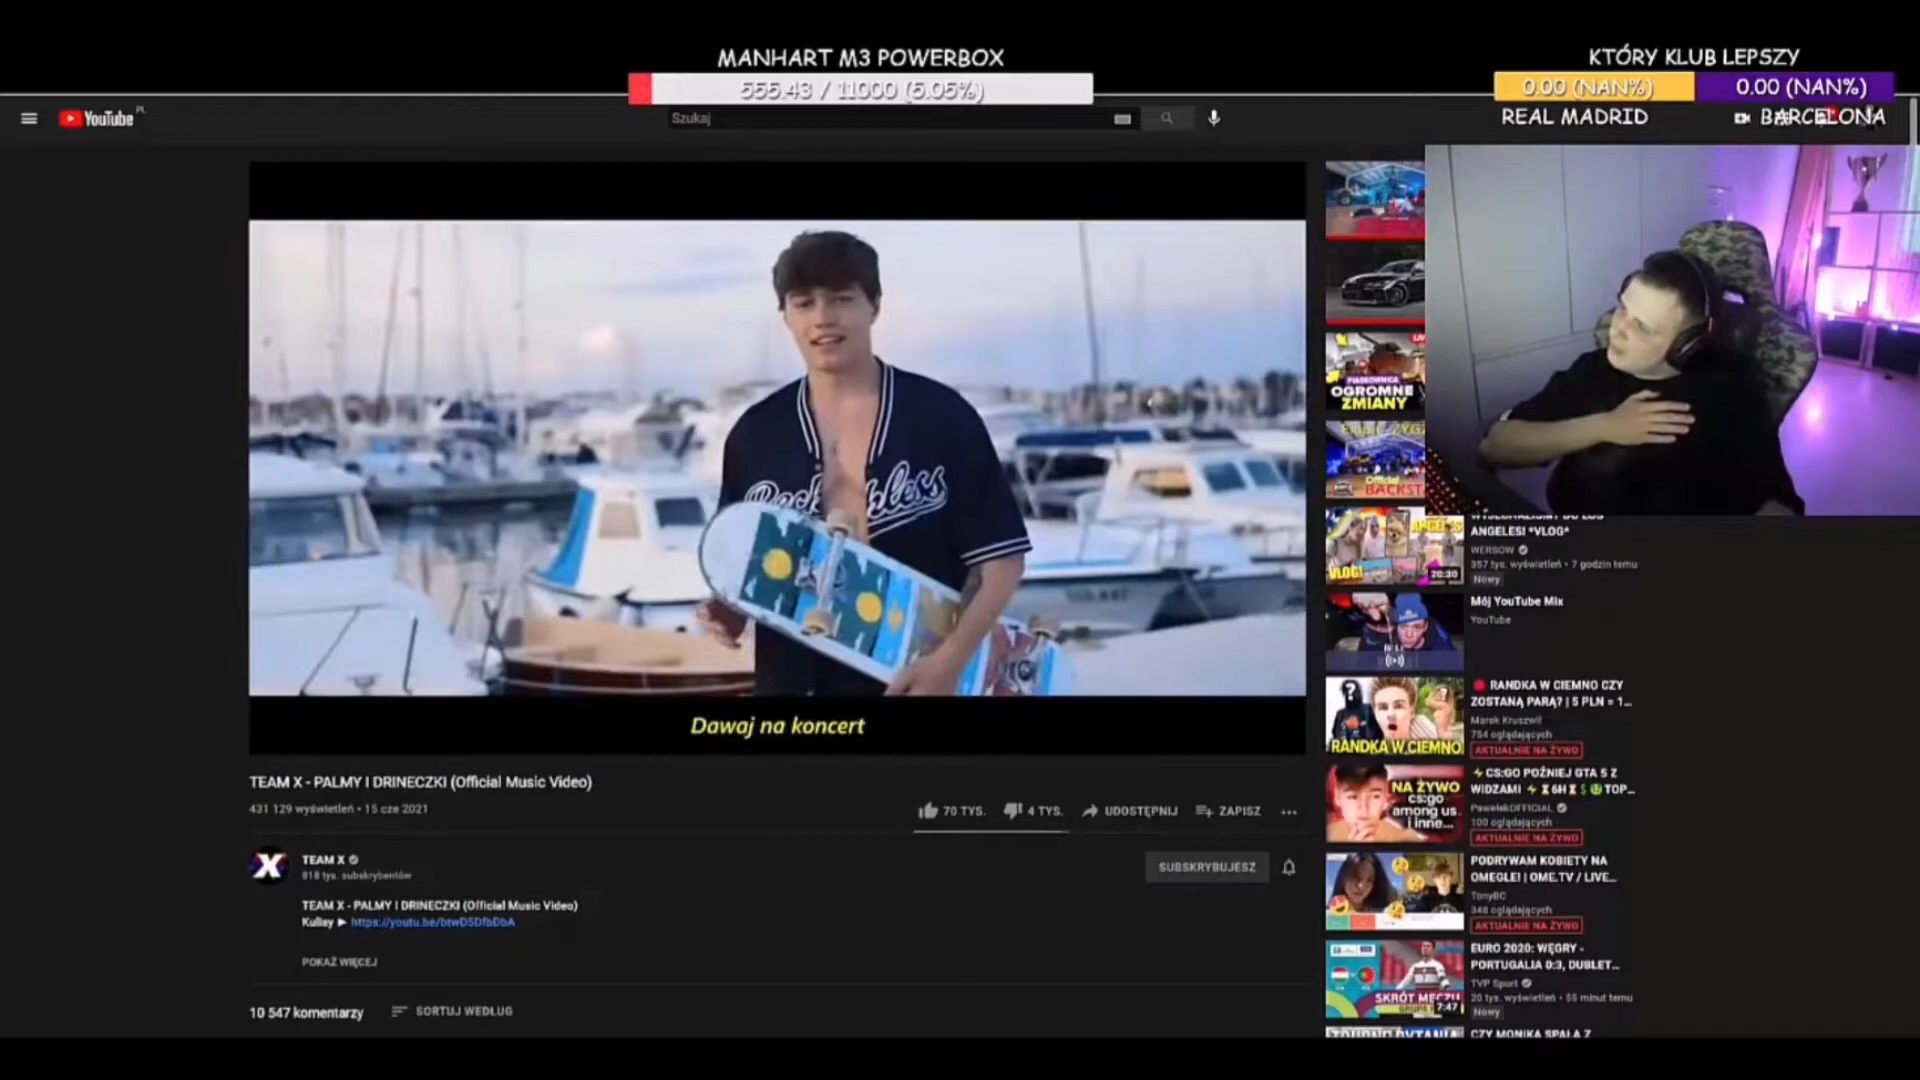 MANHART M3 POWERBOX
555.43 / 11000 (5.05%)
KTÓRY KLUB LEPSZY
0.00 (NAN%)
0.00 (NAN%)
REAL MADRID
BARCELONA
YouTube PL
Szukaj
Dawaj na koncert
TEAM X - PALMY I DRINECZKI (Official Music Video)
431 129 wyświetleń • 15 cze 2021
70 TYS.
4 TYS.
UDOSTĘPNIJ
ZAPISZ
TEAM X
818 tys. subskrybentów
SUBSKRYBUJESZ
TEAM X - PALMY I DRINECZKI (Official Music Video)
Kullsy ► https://youtu.be/btwD5DfbDbA
POKAŻ WIĘCEJ
10 547 komentarzy
SORTUJ WEDŁUG
PIASKOWNICA
OGROMNE
ZMIANY
Official
BACKST
VLOG!
20:30
ANGELES! *VLOG*
WERSOW
357 tys. wyświetleń • 7 godzin temu
Nowy
Mój YouTube Mix
YouTube
RANDKA W CIEMNO
RANDKA W CIEMNO CZY
ZOSTANĄ PARĄ? | 5 PLN = 1...
Marek Kruszwil
754 oglądających
AKTUALNIE NA ŻYWO
NA ŻYWO
cs:go
among us
i inne...
CS:GO POŹNIEJ GTA 5 Z
WIDZAMI ⚡⏳6H⏳$🤑TOP...
PawelekOFFICIAL
100 oglądających
AKTUALNIE NA ŻYWO
PODRYWAM KOBIETY NA
OMEGLE! | OME.TV / LIVE...
TonyBC
348 oglądających
AKTUALNIE NA ŻYWO
SKRÓT MECZU
7:47
EURO 2020: WĘGRY -
PORTUGALIA 0:3, DUBLET...
TVP Sport
20 tys. wyświetleń • 55 minut temu
Nowy
CZY MONIKA SPAŁA Z